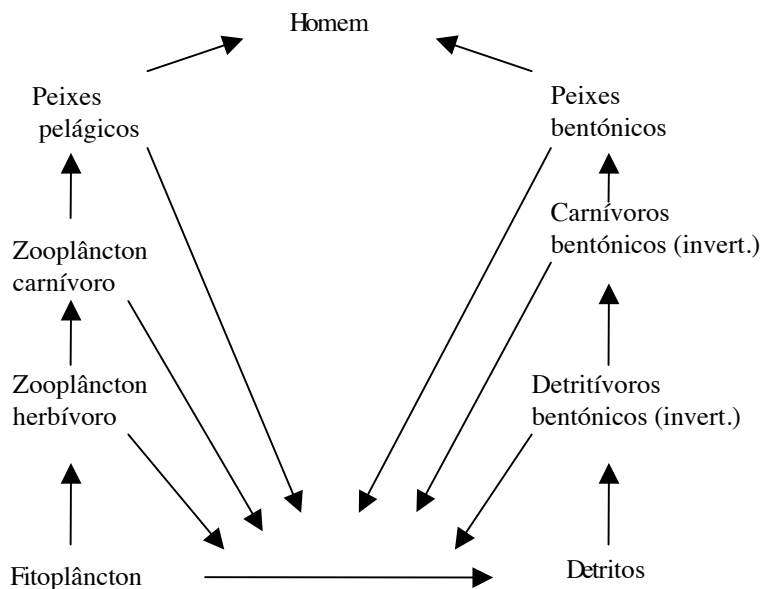 Homem
Peixes
pelágicos
Peixes
bentónicos
Zooplâncton
carnívoro
Carnívoros
bentónicos (invert.)
Zooplâncton
herbívoro
Detritívoros
bentónicos (invert.)
Fitoplâncton
Detritos